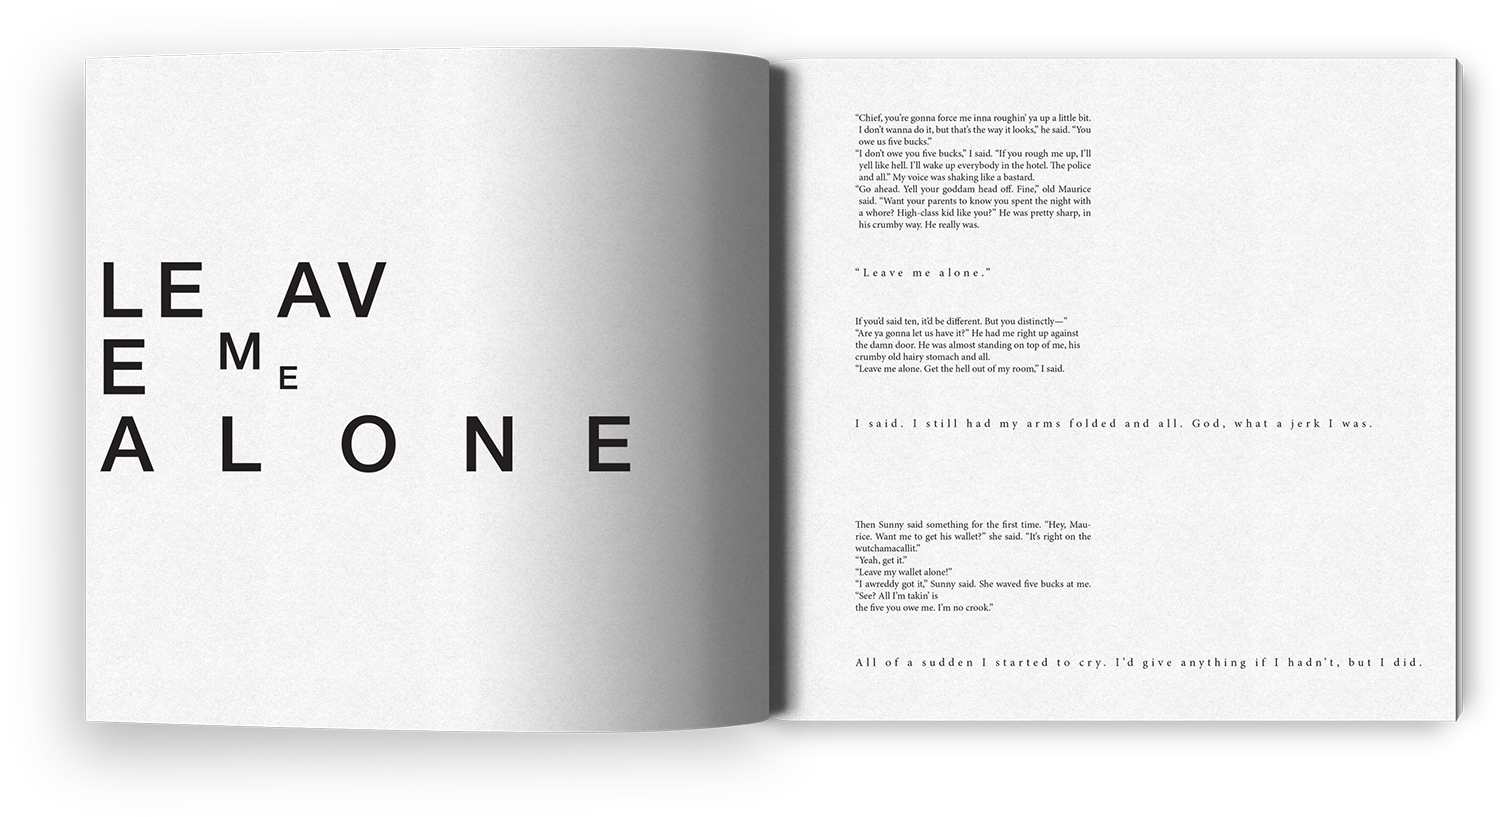 LE AV
E ME
ALONE
“Chief, you’re gonna force me inna roughin’ ya up a little bit.
I don’t wanna do it, but that’s the way it looks,” he said. “You
owe us five bucks.”
“I don’t owe you five bucks,” I said. “If you rough me up, I’ll
yell like hell. I’ll wake up everybody in the hotel. The police
and all.” My voice was shaking like a bastard.
“Go ahead. Yell your goddam head off. Fine,” old Maurice
said. “Want your parents to know you spent the night with
a whore? High-class kid like you?” He was pretty sharp, in
his crumby way. He really was.
“Leave me alone.”
If you’d said ten, it’d be different. But you distinctly—”
“Are ya gonna let us have it?” He had me right up against
the damn door. He was almost standing on top of me, his
crumby old hairy stomach and all.
“Leave me alone. Get the hell out of my room,” I said.
I said. I still had my arms folded and all. God, what a jerk I was.
Then Sunny said something for the first time. “Hey, Mau-
rice. Want me to get his wallet?” she said. “It’s right on the
wutchamacallit.”
“Yeah, get it.”
“Leave my wallet alone!”
“I awreddy got it,” Sunny said. She waved five bucks at me.
“See? All I’m takin’ is
the five you owe me. I’m no crook.”
All of a sudden I started to cry. I’d give anything if I hadn’t, but I did.